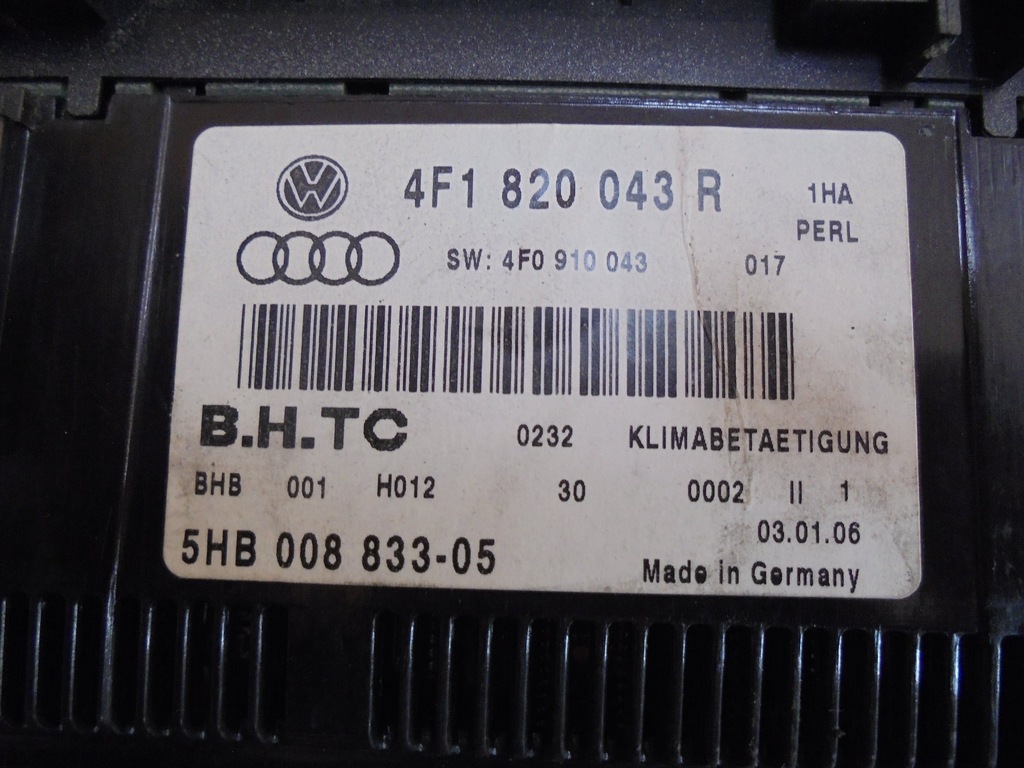 4F1 820 043 R 1HA
PERL
SW: 4F0 910 043 017
B.H.TC 0232 KLIMABETAETIGUNG
BHB 001 H012 30 0002 II 1
03.01.06
5HB 008 833-05
Made in Germany